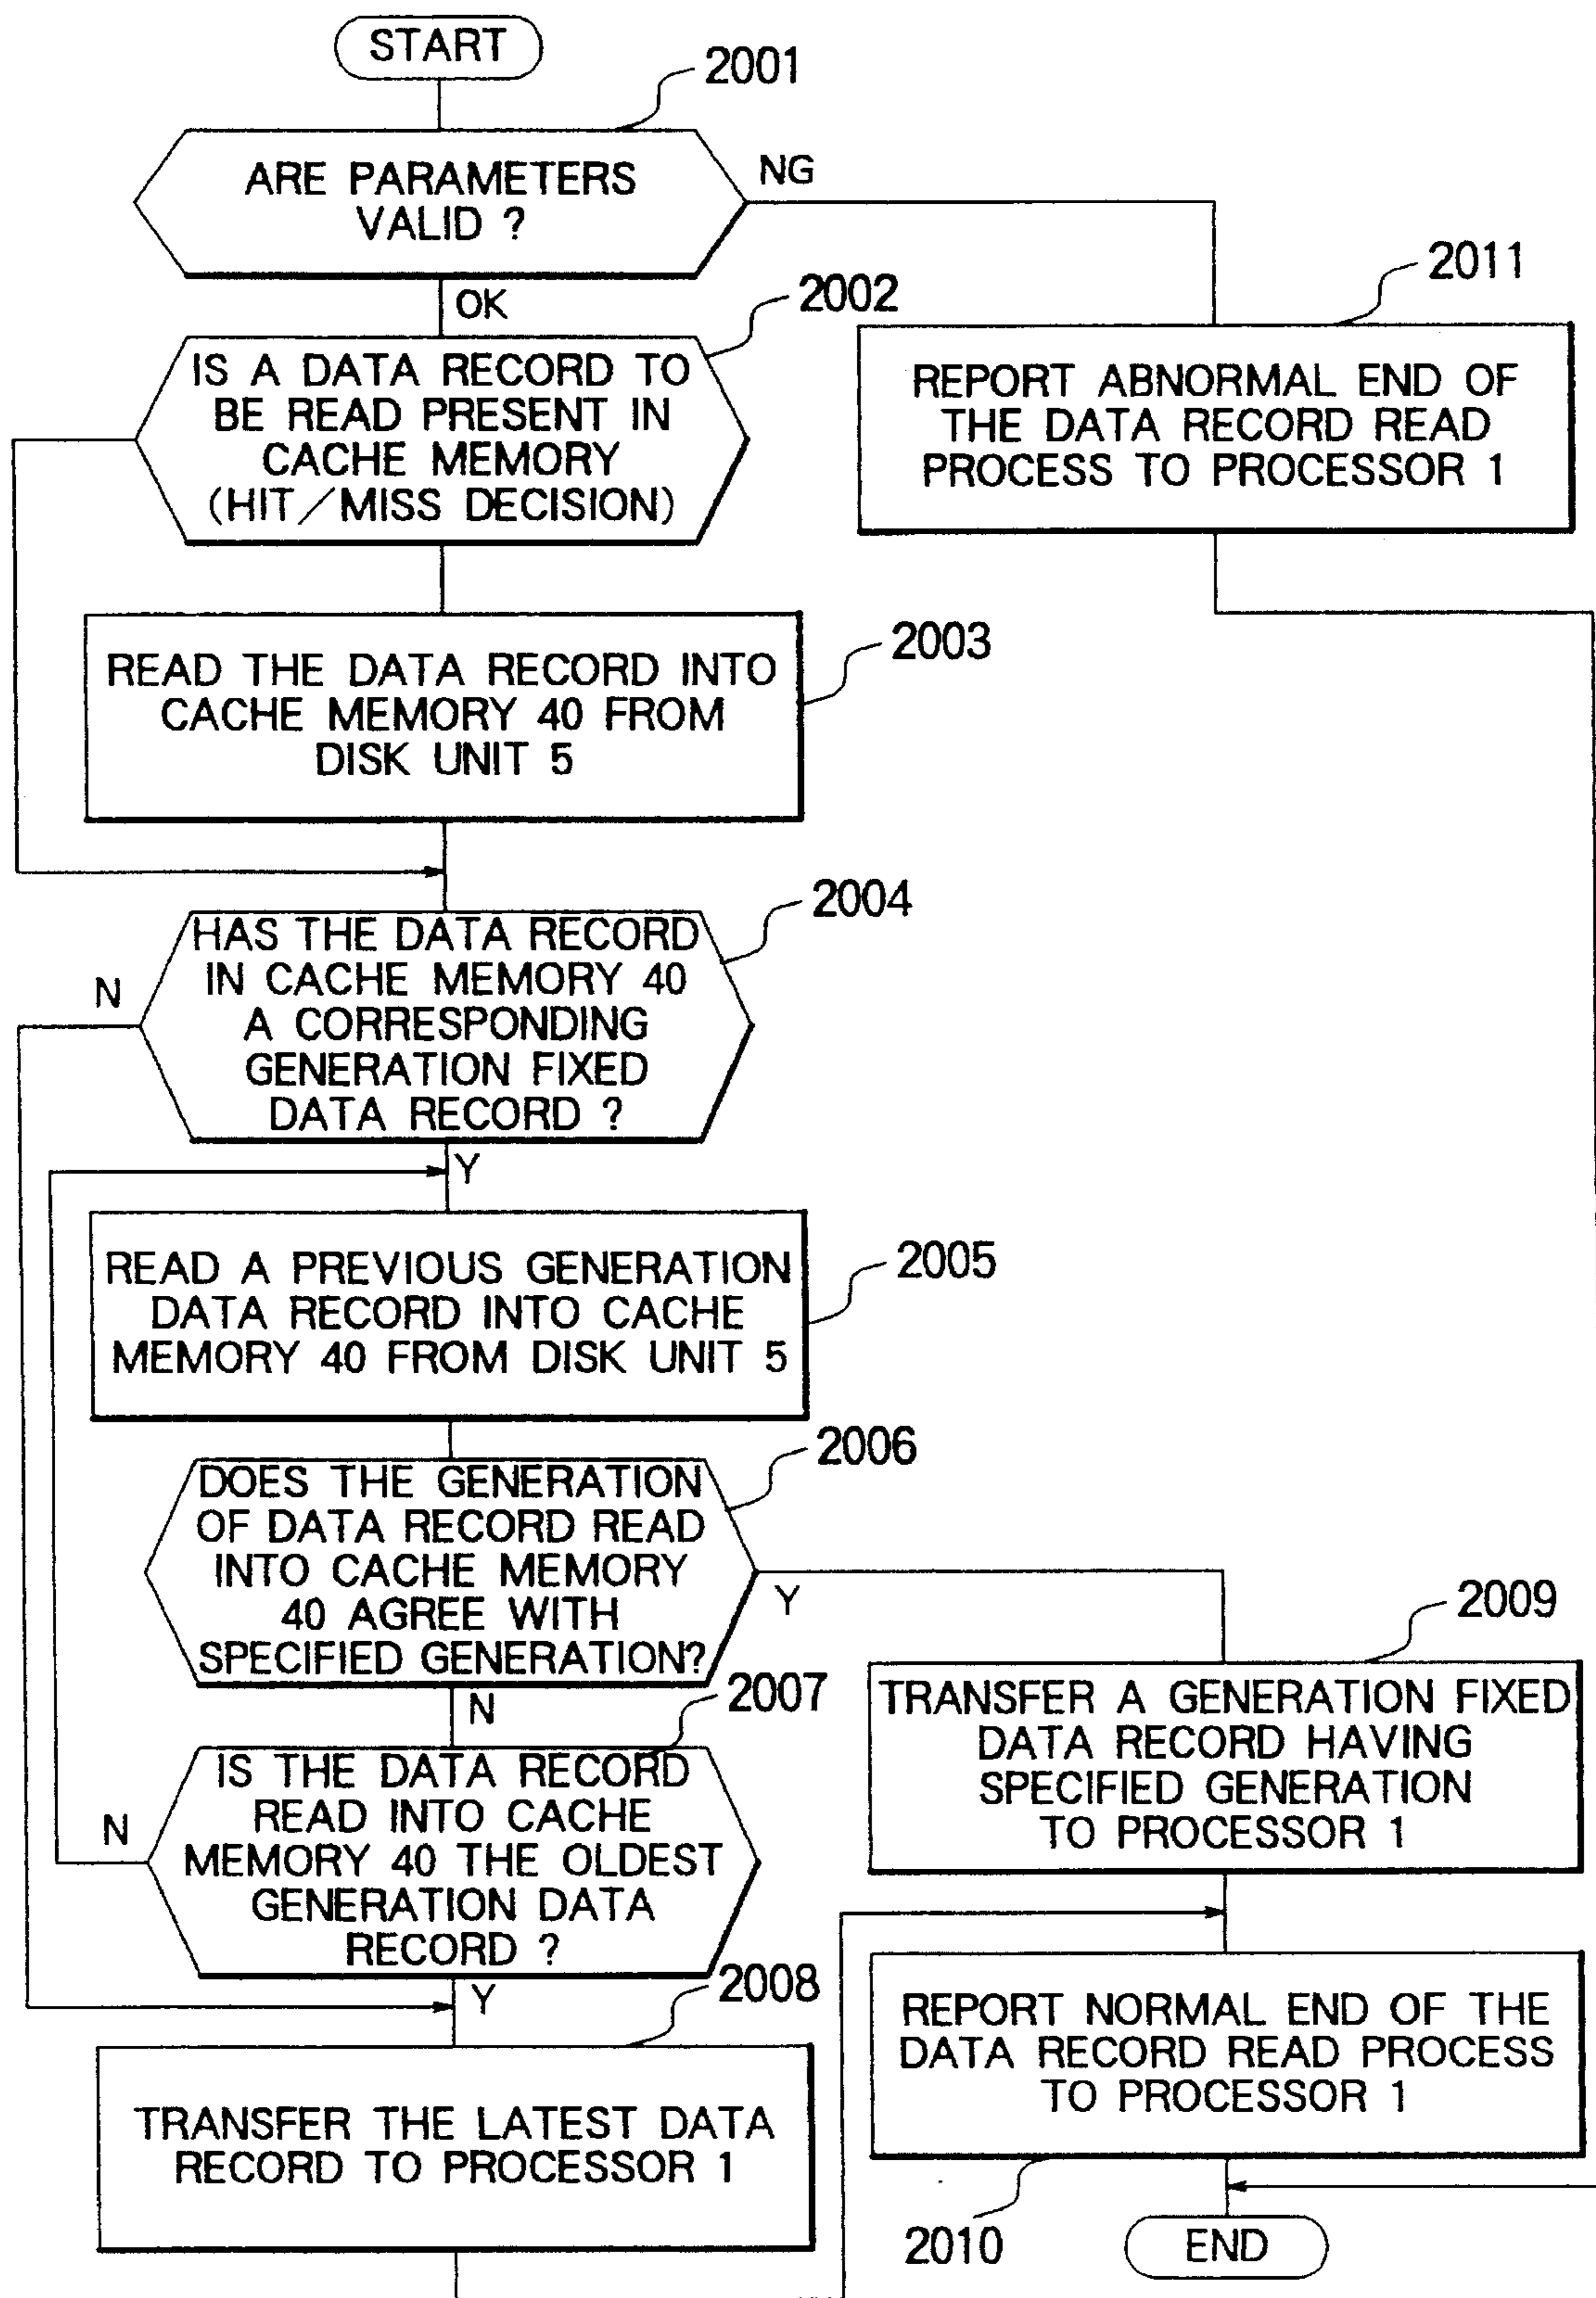 START
2001
ARE PARAMETERS
VALID ?
NG
OK
2002
IS A DATA RECORD TO
BE READ PRESENT IN
CACHE MEMORY
(HIT/MISS DECISION)
2011
REPORT ABNORMAL END OF
THE DATA RECORD READ
PROCESS TO PROCESSOR 1
2003
READ THE DATA RECORD INTO
CACHE MEMORY 40 FROM
DISK UNIT 5
2004
HAS THE DATA RECORD
IN CACHE MEMORY 40
A CORRESPONDING
GENERATION FIXED
DATA RECORD ?
N
Y
2005
READ A PREVIOUS GENERATION
DATA RECORD INTO CACHE
MEMORY 40 FROM DISK UNIT 5
2006
DOES THE GENERATION
OF DATA RECORD READ
INTO CACHE MEMORY
40 AGREE WITH
SPECIFIED GENERATION?
Y
N
2007
IS THE DATA RECORD
READ INTO CACHE
MEMORY 40 THE OLDEST
GENERATION DATA
RECORD ?
N
Y
2009
TRANSFER A GENERATION FIXED
DATA RECORD HAVING
SPECIFIED GENERATION
TO PROCESSOR 1
2008
TRANSFER THE LATEST DATA
RECORD TO PROCESSOR 1
REPORT NORMAL END OF THE
DATA RECORD READ PROCESS
TO PROCESSOR 1
2010
END